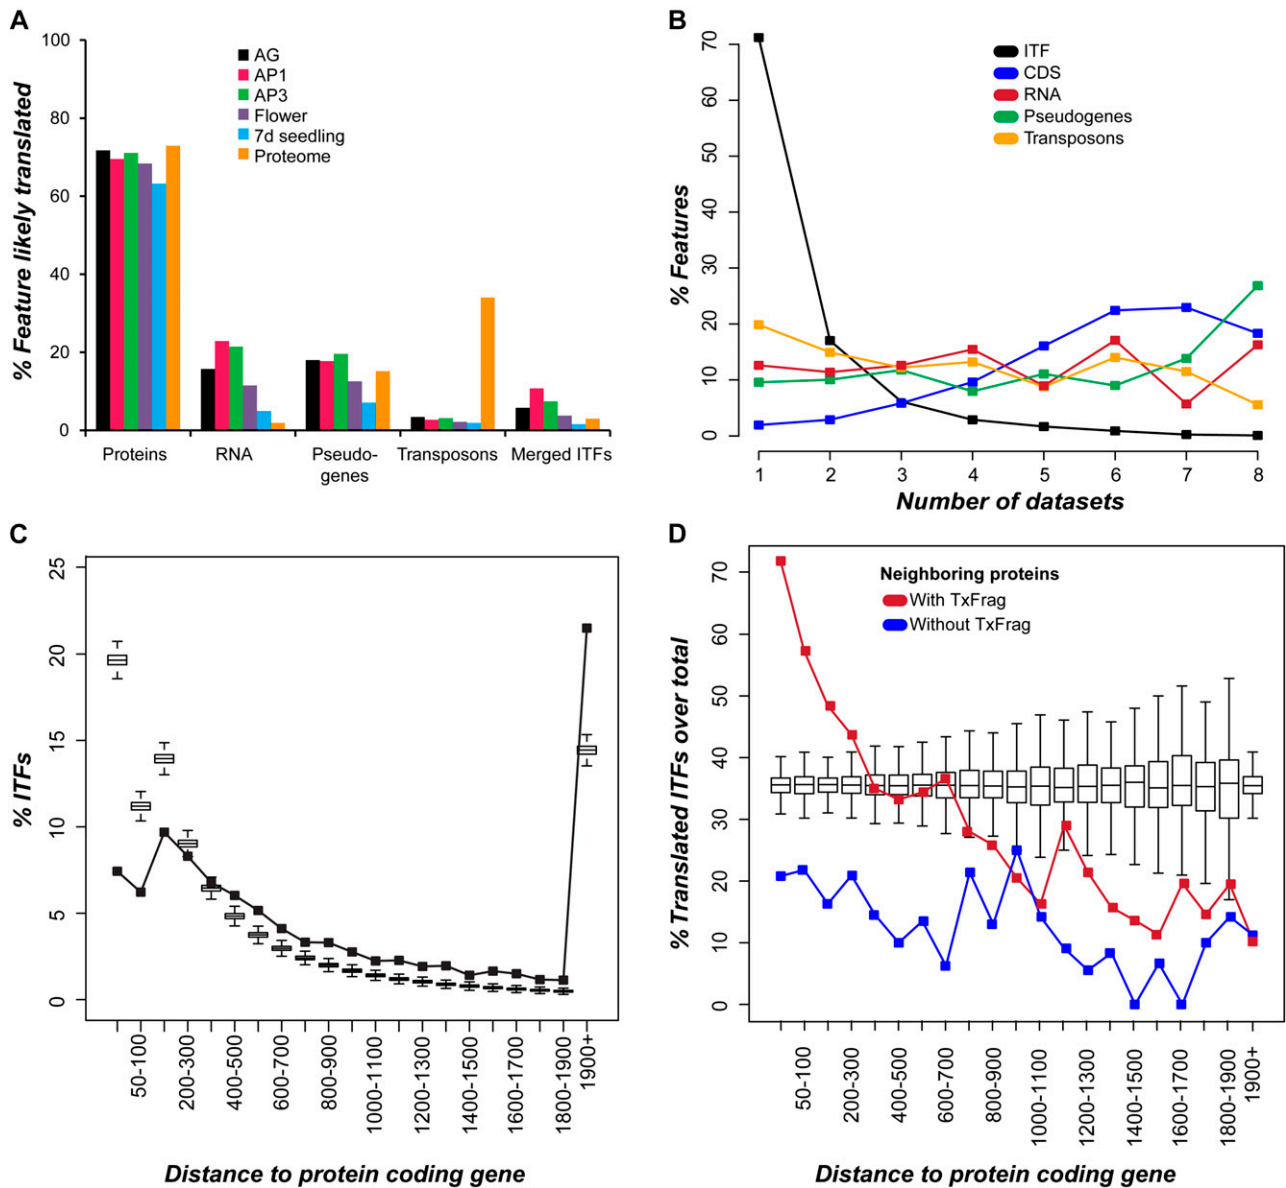 A
% Feature likely translated
100
80
60
40
20
0
AG
AP1
AP3
Flower
7d seedling
Proteome
Proteins
RNA
Pseudo-
genes
Transposons
Merged ITFs
B
% Features
70
60
50
40
30
20
10
0
ITF
CDS
RNA
Pseudogenes
Transposons
1 2 3 4 5 6 7 8
Number of datasets
C
% ITFs
25
20
15
10
5
0
50-100
200-300
400-500
600-700
800-900
1000-1100
1200-1300
1400-1500
1600-1700
1800-1900
1900+
Distance to protein coding gene
D
% Translated ITFs over total
70
60
50
40
30
20
10
0
Neighboring proteins
With TxFrag
Without TxFrag
50-100
200-300
400-500
600-700
800-900
1000-1100
1200-1300
1400-1500
1600-1700
1800-1900
1900+
Distance to protein coding gene